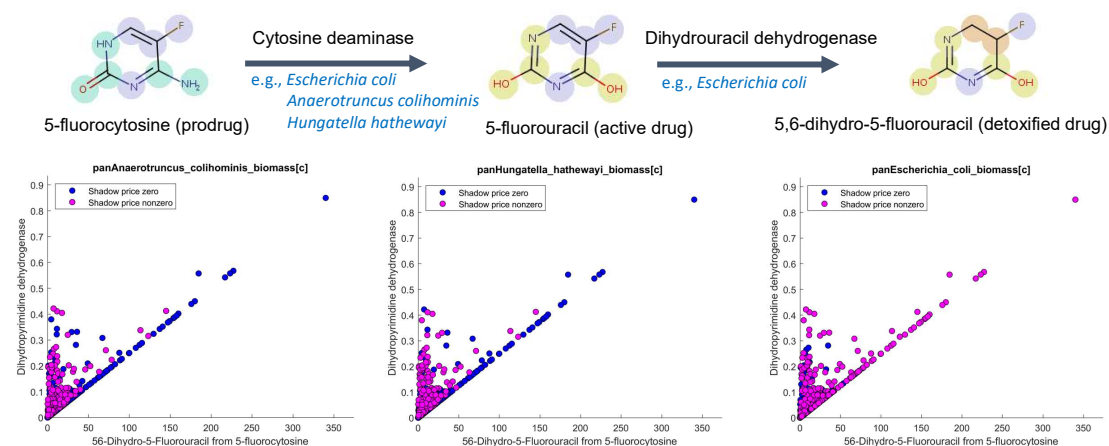 HN
F
O
N
NH2
5-fluorocytosine (prodrug)
Cytosine deaminase
e.g., Escherichia coli
Anaerotruncus colihominis
Hungatella hathewayi
N
F
HO
N
OH
5-fluorouracil (active drug)
Dihydrouracil dehydrogenase
e.g., Escherichia coli
N
F
HO
N
OH
5,6-dihydro-5-fluorouracil (detoxified drug)
panAnaerotruncus_colihominis_biomass[c]
Shadow price zero
Shadow price nonzero
Dihydropyrimidine dehydrogenase
0.9
0.8
0.7
0.6
0.5
0.4
0.3
0.2
0.1
0
0 50 100 150 200 250 300 350
56-Dihydro-5-Fluorouracil from 5-fluorocytosine
panHungatella_hathewayi_biomass[c]
Shadow price zero
Shadow price nonzero
Dihydropyrimidine dehydrogenase
0.9
0.8
0.7
0.6
0.5
0.4
0.3
0.2
0.1
0
0 50 100 150 200 250 300 350
56-Dihydro-5-Fluorouracil from 5-fluorocytosine
panEscherichia_coli_biomass[c]
Shadow price zero
Shadow price nonzero
Dihydropyrimidine dehydrogenase
0.9
0.8
0.7
0.6
0.5
0.4
0.3
0.2
0.1
0
0 50 100 150 200 250 300 350
56-Dihydro-5-Fluorouracil from 5-fluorocytosine